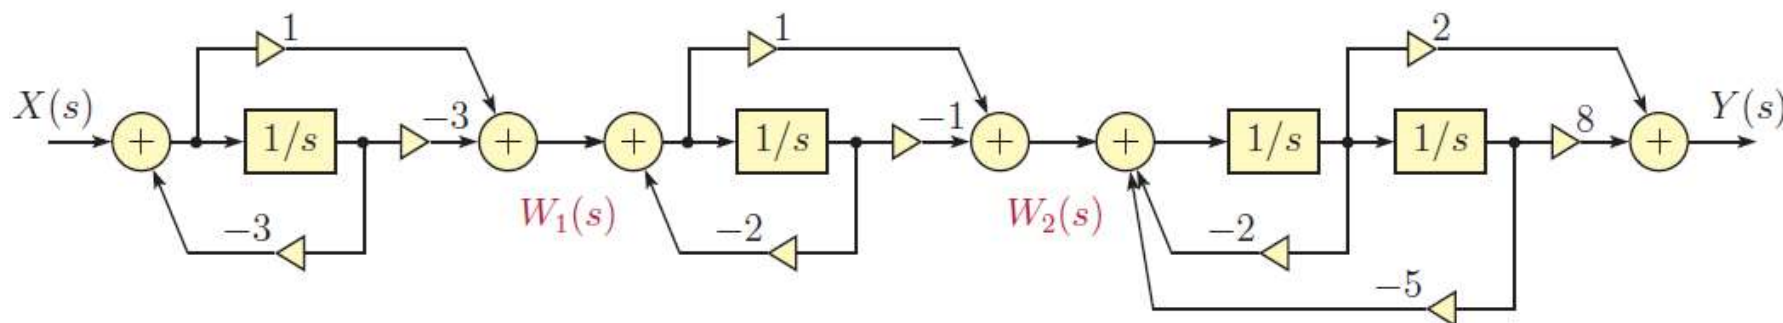 1 1 2
X(s) 1/s −3 1/s −1 1/s 1/s 8 Y(s)
+ + + + + +
−3 W₁(s) −2 W₂(s) −2
−5